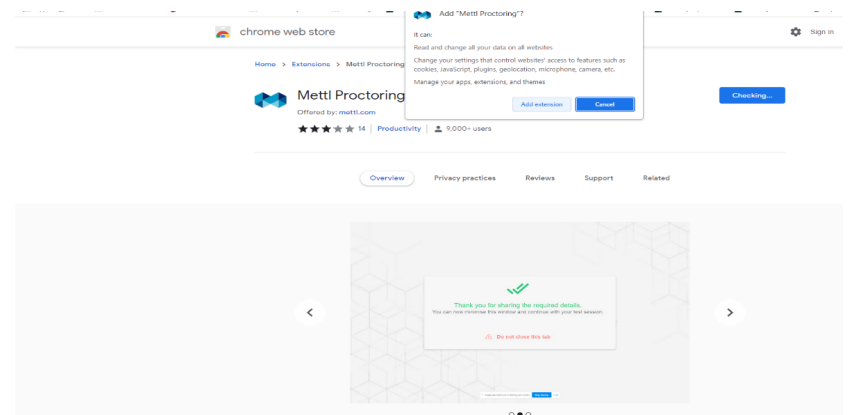 Add "Mettl Proctoring"?
chrome web store
Sign in
It can:
Read and change all your data on all websites
Change your settings that control websites' access to features such as
cookies, JavaScript, plugins, geolocation, microphone, camera, etc.
Manage your apps, extensions, and themes
Add extension
Cancel
Home > Extensions > Mettl Proctoring
Mettl Proctoring
Checking...
Offered by: mettl.com
14 | Productivity | 9,000+ users
Overview
Privacy practices
Reviews
Support
Related
Thank you for sharing the required details.
You can now minimise this window and continue with your test session.
Do not close this tab